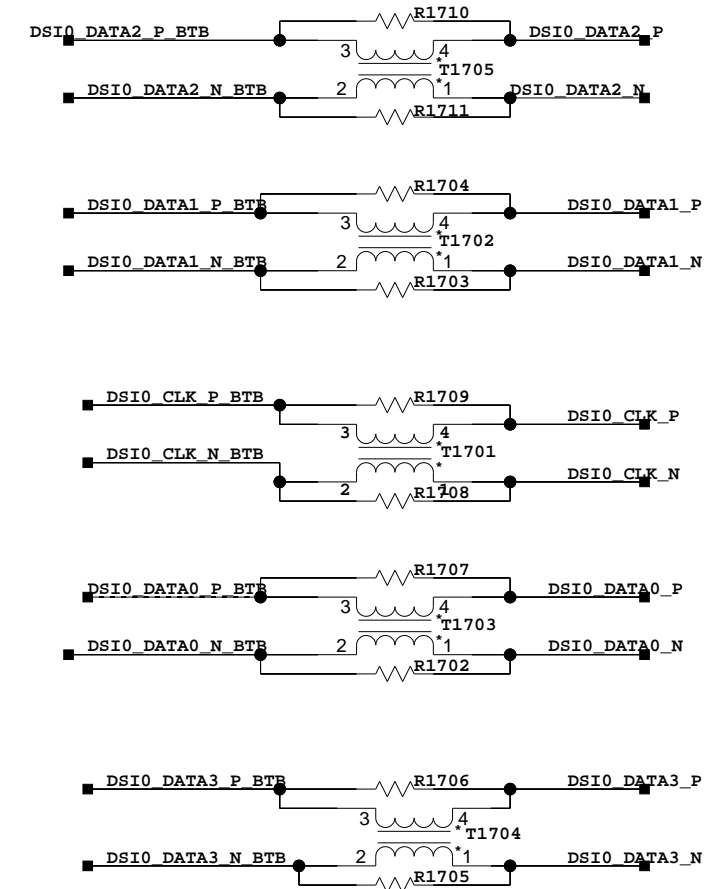 R1710
DSI0_DATA2_P_BTB DSI0_DATA2_P
3 4
* T1705
DSI0_DATA2_N_BTB 2 * 1 DSI0_DATA2_N
R1711
R1704
DSI0_DATA1_P_BTB DSI0_DATA1_P
3 4
* T1702
DSI0_DATA1_N_BTB 2 * 1 DSI0_DATA1_N
R1703
DSI0_CLK_P_BTB R1709
DSI0_CLK_P
3 4
* T1701
DSI0_CLK_N_BTB *
DSI0_CLK_N
2 1
R1708
R1707
DSI0_DATA0_P_BTB DSI0_DATA0_P
3 4
* T1703
DSI0_DATA0_N_BTB 2 * 1 DSI0_DATA0_N
R1702
DSI0_DATA3_P_BTB R1706 DSI0_DATA3_P
3 4
* T1704
DSI0_DATA3_N_BTB 2 * 1 DSI0_DATA3_N
R1705